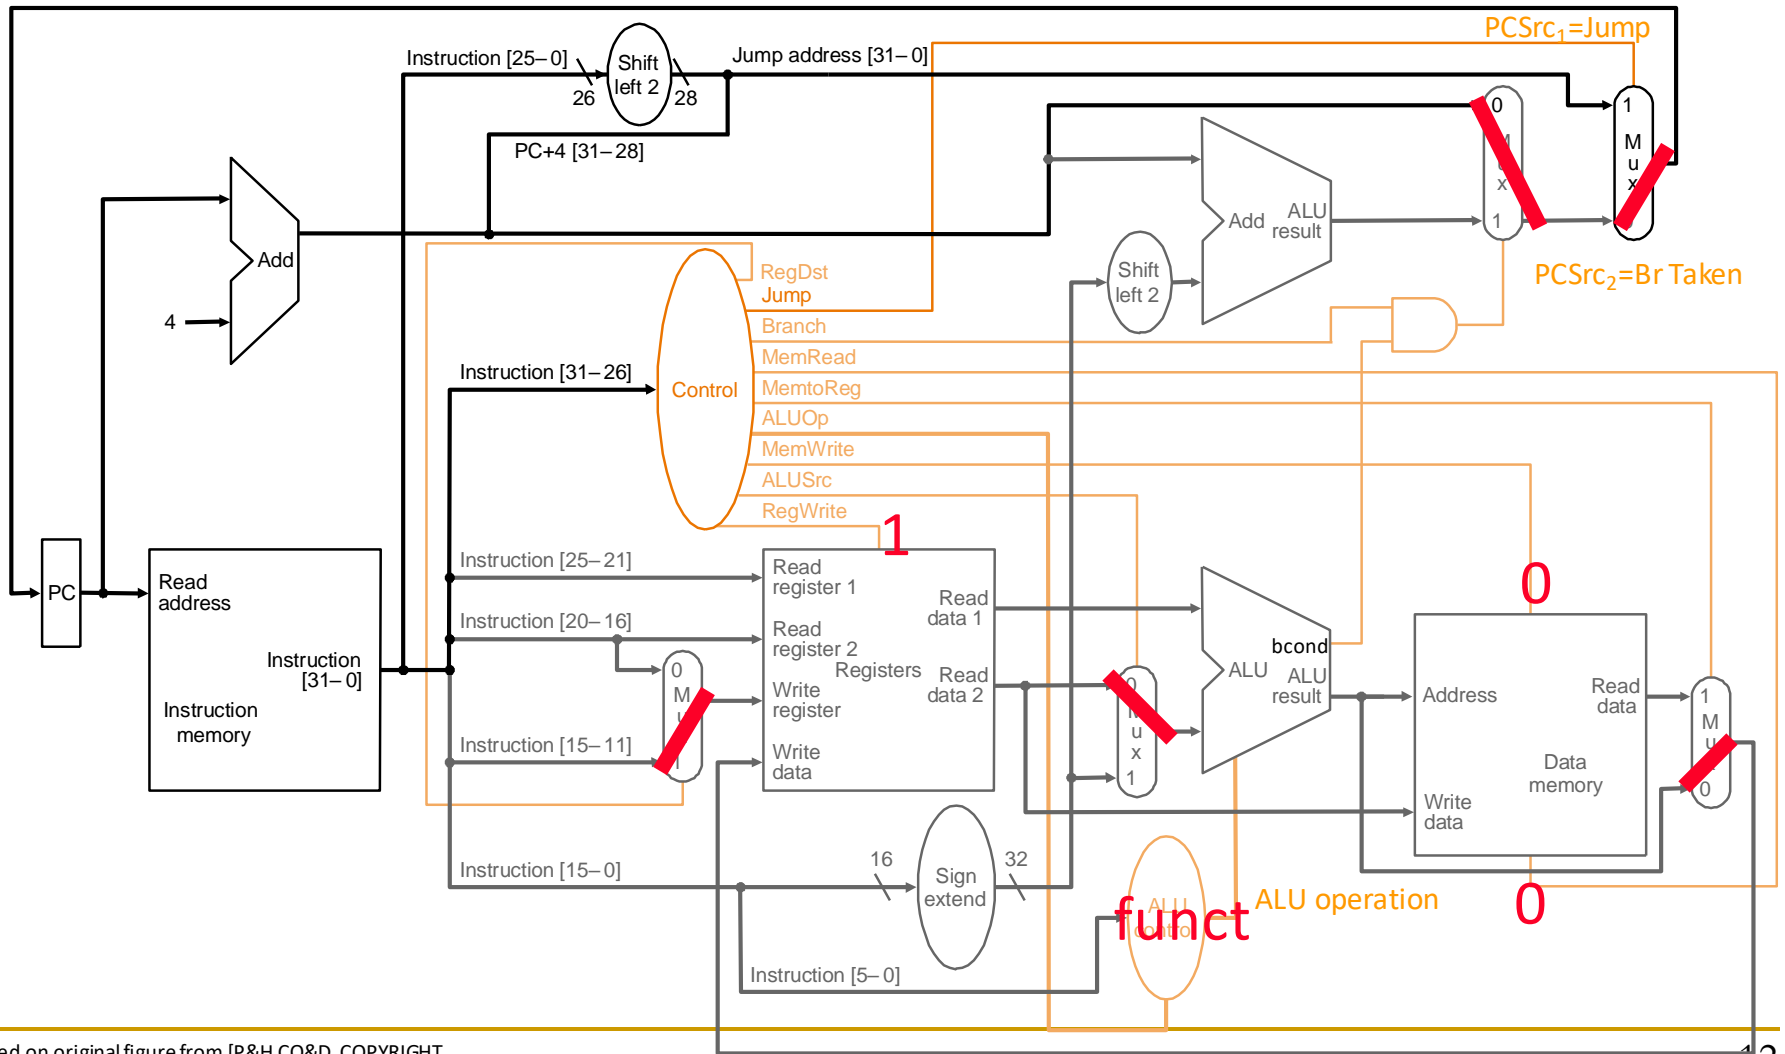 PCSrc1=Jump
Instruction [25–0]
Shift
left 2
Jump address [31–0]
26
28
PC+4 [31–28]
0
M
u
x
1
1
M
u
x
Add
ALU
result
Add
4
Shift
left 2
PCSrc2=Br Taken
RegDst
Jump
Branch
MemRead
MemtoReg
ALUOp
MemWrite
ALUSrc
RegWrite
Instruction [31–26]
Control
1
0
PC
Read
address
Instruction
[31–0]
Instruction
memory
Instruction [25–21]
Instruction [20–16]
Instruction [15–11]
Instruction [15–0]
Instruction [5–0]
0
M
u
Read
register 1
Read
register 2
Registers
Write
register
Write
data
Read
data 1
Read
data 2
0
M
u
x
1
bcond
ALU
ALU
result
Address
Read
data
Data
memory
Write
data
1
M
u
0
16
Sign
extend
32
ALU
control
funct
ALU operation
0
ed on original figure from [P&H CO&D, COPYRIGHT